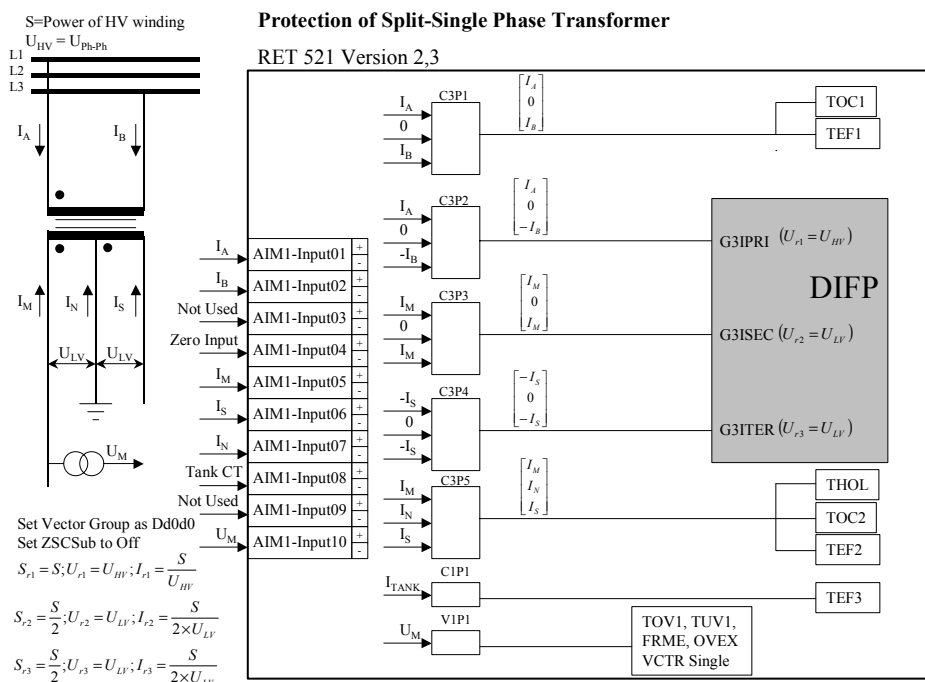 S=Power of HV winding
U_HV = U_Ph-Ph
L1
L2
L3
I_A
I_B
I_M
I_N
I_S
U_LV
U_LV
U_M
Set Vector Group as Dd0d0
Set ZSCSub to Off
S_r1 = S; U_r1 = U_HV; I_r1 = S / U_HV
S_r2 = S / 2; U_r2 = U_LV; I_r2 = S / 2×U_LV
S_r3 = S / 2; U_r3 = U_LV; I_r3 = S / 2×U_LV
Protection of Split-Single Phase Transformer
RET 521 Version 2,3
I_A AIM1-Input01 + -
I_B AIM1-Input02 + -
Not Used AIM1-Input03 + -
Zero Input AIM1-Input04 + -
I_M AIM1-Input05 + -
I_S AIM1-Input06 + -
I_N AIM1-Input07 + -
Tank CT AIM1-Input08 + -
Not Used AIM1-Input09 + -
U_M AIM1-Input10 + -
C3P1
I_A
0
I_B
[I_A 0 I_B]
TOC1
TEF1
C3P2
I_A
0
-I_B
[I_A 0 -I_B]
G3IPRI (U_r1 = U_HV)
DIFP
C3P3
I_M
0
I_M
[I_M 0 I_M]
G3ISEC (U_r2 = U_LV)
C3P4
-I_S
0
-I_S
[-I_S 0 -I_S]
G3ITER (U_r3 = U_LV)
C3P5
I_M
I_N
I_S
[I_M I_N I_S]
THOL
TOC2
TEF2
I_TANK
C1P1
TEF3
U_M
V1P1
TOV1, TUV1,
FRME, OVEX
VCTR Single